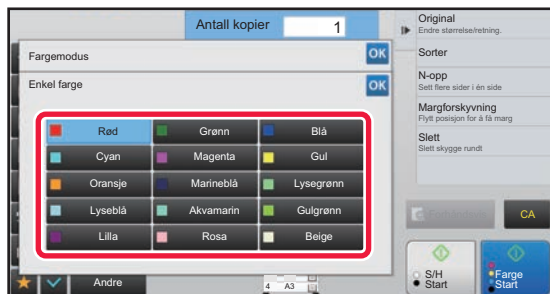 Antall kopier 1
Original
Endre størrelse/retning.
Fargemodus OK
Sorter
Enkel farge OK
N-opp
Sett flere sider i én side
Margforskyvning
Flytt posisjon for å få marg
Slett
Slett skygge rundt
Rød Grønn Blå
Cyan Magenta Gul
Oransje Marineblå Lysegrønn
Lyseblå Akvamarin Gulgrønn
Lilla Rosa Beige
CA
Andre
4 A3
S/H
Start
Farge
Start